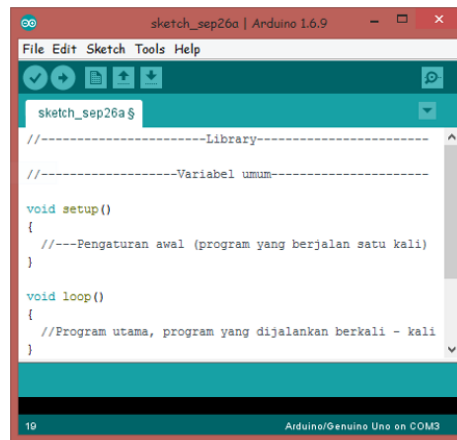 sketch_sep26a | Arduino 1.6.9
File Edit Sketch Tools Help
sketch_sep26a §
//-----------------------Library------------------------
//-------------------Variabel umum----------------------
void setup()
{
//---Pengaturan awal (program yang berjalan satu kali)
}
void loop()
{
//Program utama, program yang dijalankan berkali - kali
}
19 Arduino/Genuino Uno on COM3